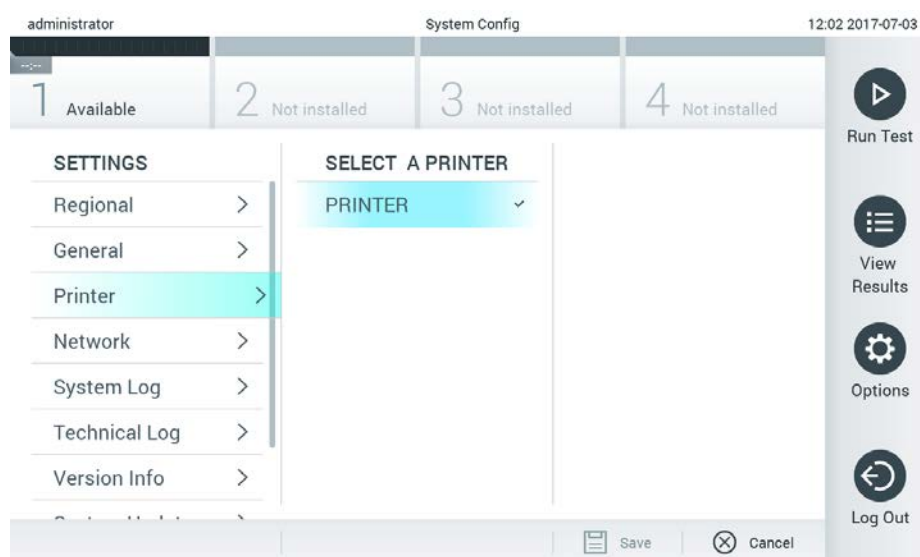 administrator System Config 12:02 2017-07-03
--:--
1 Available 2 Not installed 3 Not installed 4 Not installed
Run Test
SETTINGS
Regional
General
Printer
Network
System Log
Technical Log
Version Info
SELECT A PRINTER
PRINTER
View
Results
Options
Log Out
Save Cancel